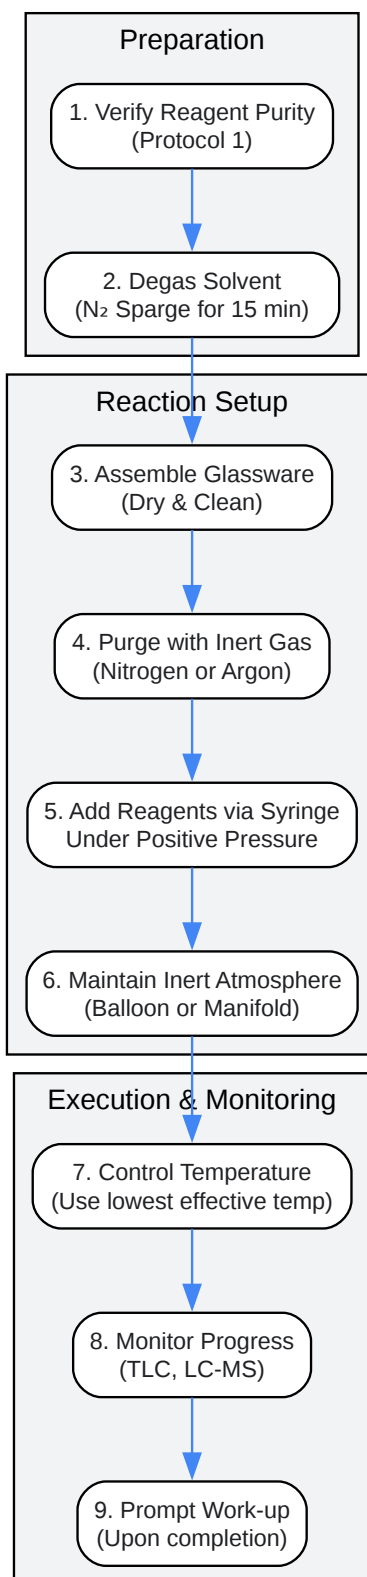 Preparation
1. Verify Reagent Purity
(Protocol 1)
2. Degas Solvent
(N₂ Sparge for 15 min)
Reaction Setup
3. Assemble Glassware
(Dry & Clean)
4. Purge with Inert Gas
(Nitrogen or Argon)
5. Add Reagents via Syringe
Under Positive Pressure
6. Maintain Inert Atmosphere
(Balloon or Manifold)
Execution & Monitoring
7. Control Temperature
(Use lowest effective temp)
8. Monitor Progress
(TLC, LC-MS)
9. Prompt Work-up
(Upon completion)